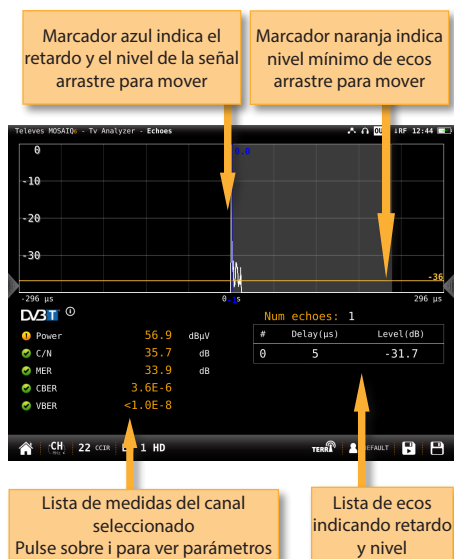 Marcador azul indica el
retardo y el nivel de la señal
arrastre para mover
Marcador naranja indica
nivel mínimo de ecos
arrastre para mover
Televes MOSAIQ6 - Tv Analyzer - Echoes
RF 12:44
0
0.0
-10
-20
-30
-36
-296 µs
0
s
296 µs
DVB T i
Num echoes: 1
Power 56.9 dBµV
C/N 35.7 dB
MER 33.9 dB
CBER 3.6E-6
VBER <1.0E-8
# Delay(µs) Level(dB)
0 5 -31.7
CH 22 CCIR 1 HD
TERR
Lista de medidas del canal
seleccionado
Pulse sobre i para ver parámetros
Lista de ecos
indicando retardo
y nivel